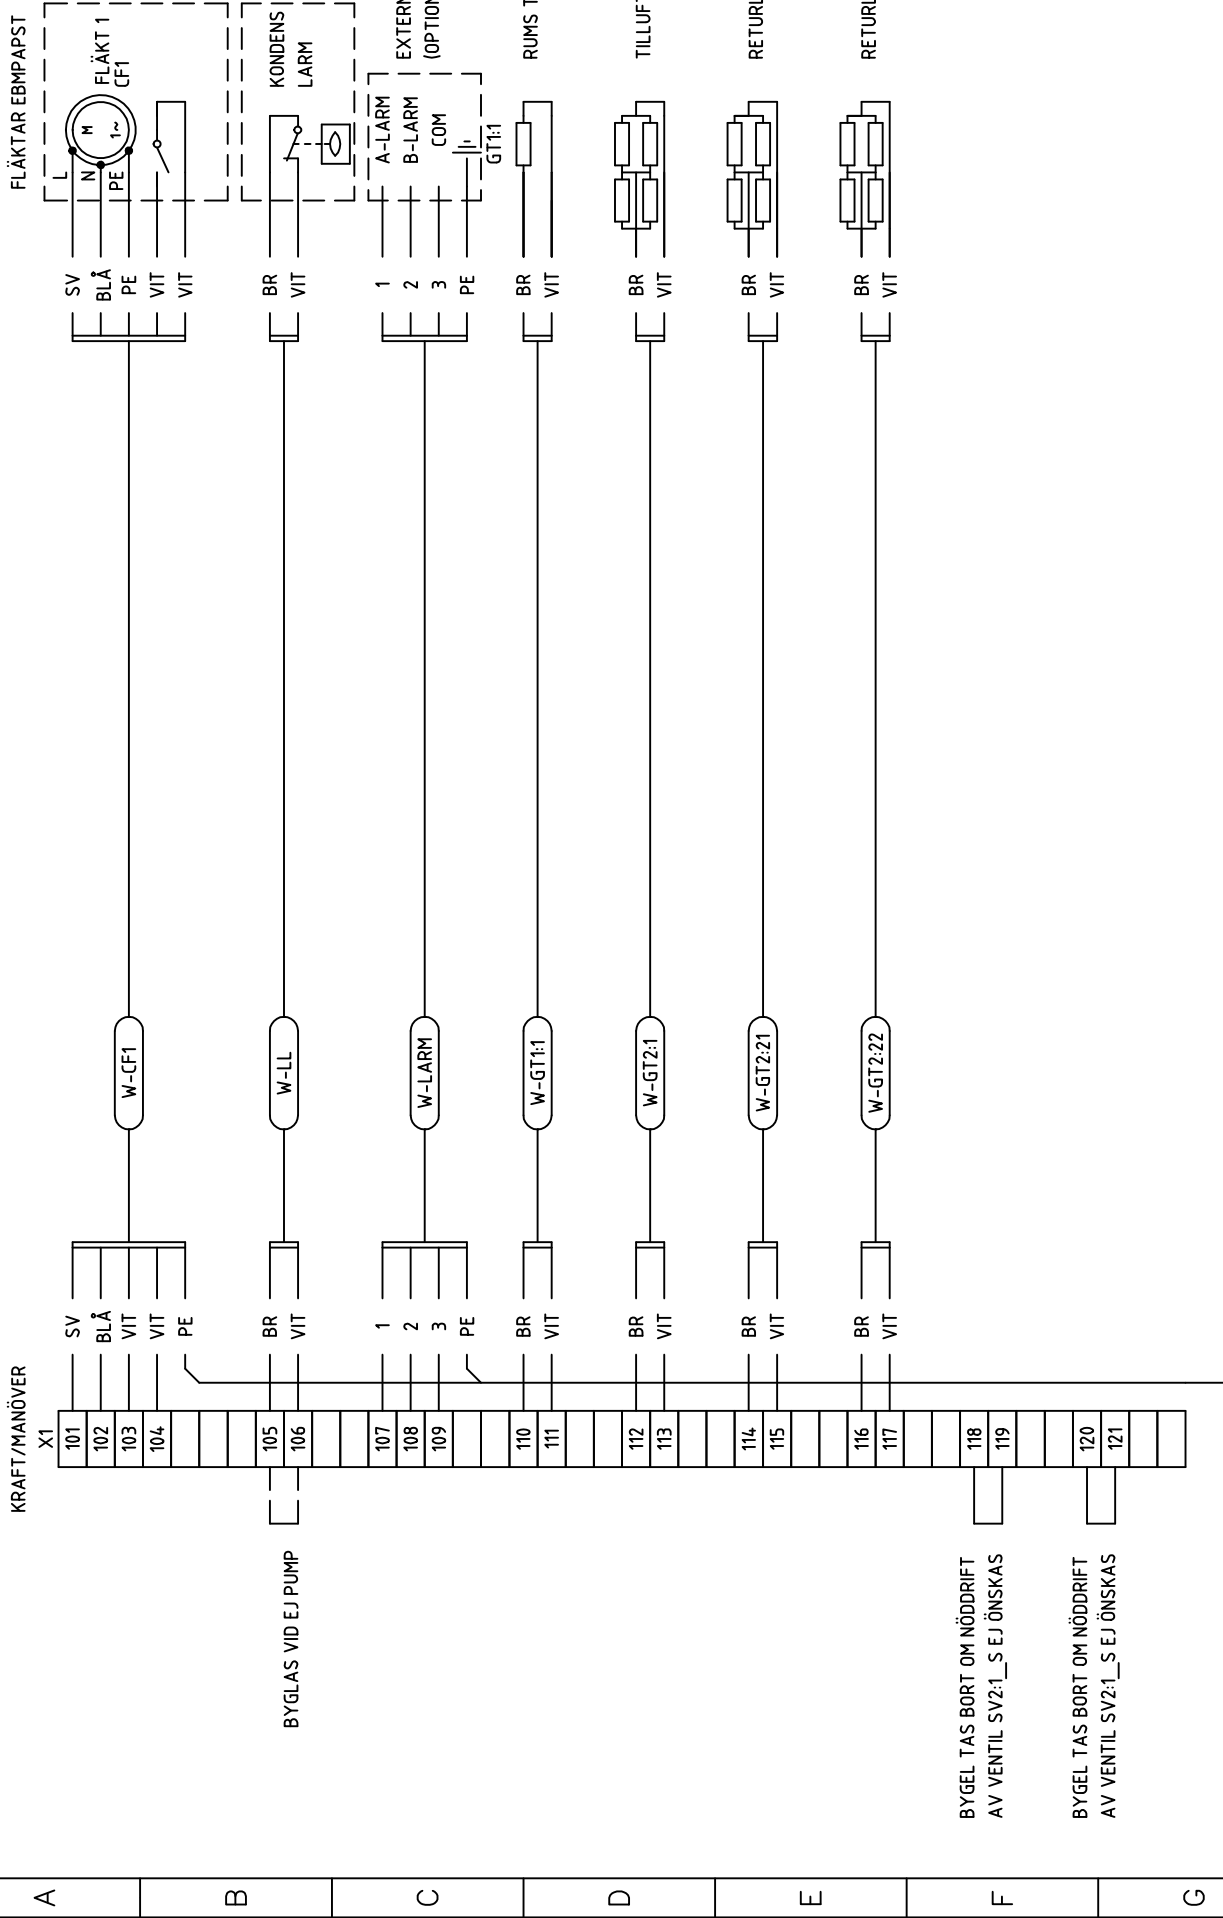 KRAFT/MANÖVER
X1
FLÄKTAR EBMPAPST
101
SV
W-CF1
SV
L
102
BLÅ
BLÅ
N
103
VIT
PE
PE
104
VIT
VIT
PE
VIT
M
1~
FLÄKT 1
CF1
105
BR
W-LL
BR
106
VIT
VIT
KONDENS
LARM
BYGLAS VID EJ PUMP
107
1
W-LARM
1
A-LARM
108
2
2
B-LARM
109
3
3
COM
PE
PE
EXTERN
(OPTION
GT1:1
110
BR
W-GT1:1
BR
111
VIT
VIT
RUMS T
112
BR
W-GT2:1
BR
113
VIT
VIT
TILLUFT
114
BR
W-GT2:21
BR
115
VIT
VIT
RETURL
116
BR
W-GT2:22
BR
117
VIT
VIT
RETURL
118
119
BYGEL TAS BORT OM NÖDDRIFT
AV VENTIL SV2:1_S EJ ÖNSKAS
120
121
BYGEL TAS BORT OM NÖDDRIFT
AV VENTIL SV2:1_S EJ ÖNSKAS
A
B
C
D
E
F
G